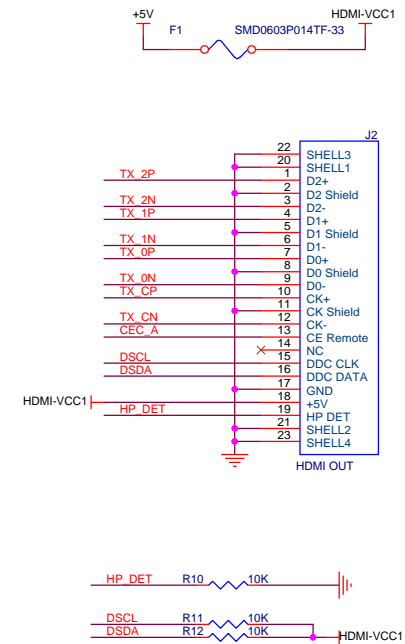 +5V HDMI-VCC1
F1 SMD0603P014TF-33
J2
22 SHELL3
20 SHELL1
TX_2P 1 D2+
2 D2 Shield
TX_2N 3 D2-
TX_1P 4 D1+
5 D1 Shield
TX_1N 6 D1-
TX_0P 7 D0+
8 D0 Shield
TX_0N 9 D0-
TX_CP 10 CK+
11 CK Shield
TX_CN 12 CK-
CEC_A 13 CE Remote
14 NC
DSCL 15 DDC CLK
DSDA 16 DDC DATA
17 GND
HDMI-VCC1 18 +5V
HP_DET 19 HP DET
21 SHELL2
23 SHELL4
HDMI OUT
HP_DET R10 10K
DSCL R11 10K
DSDA R12 10K HDMI-VCC1